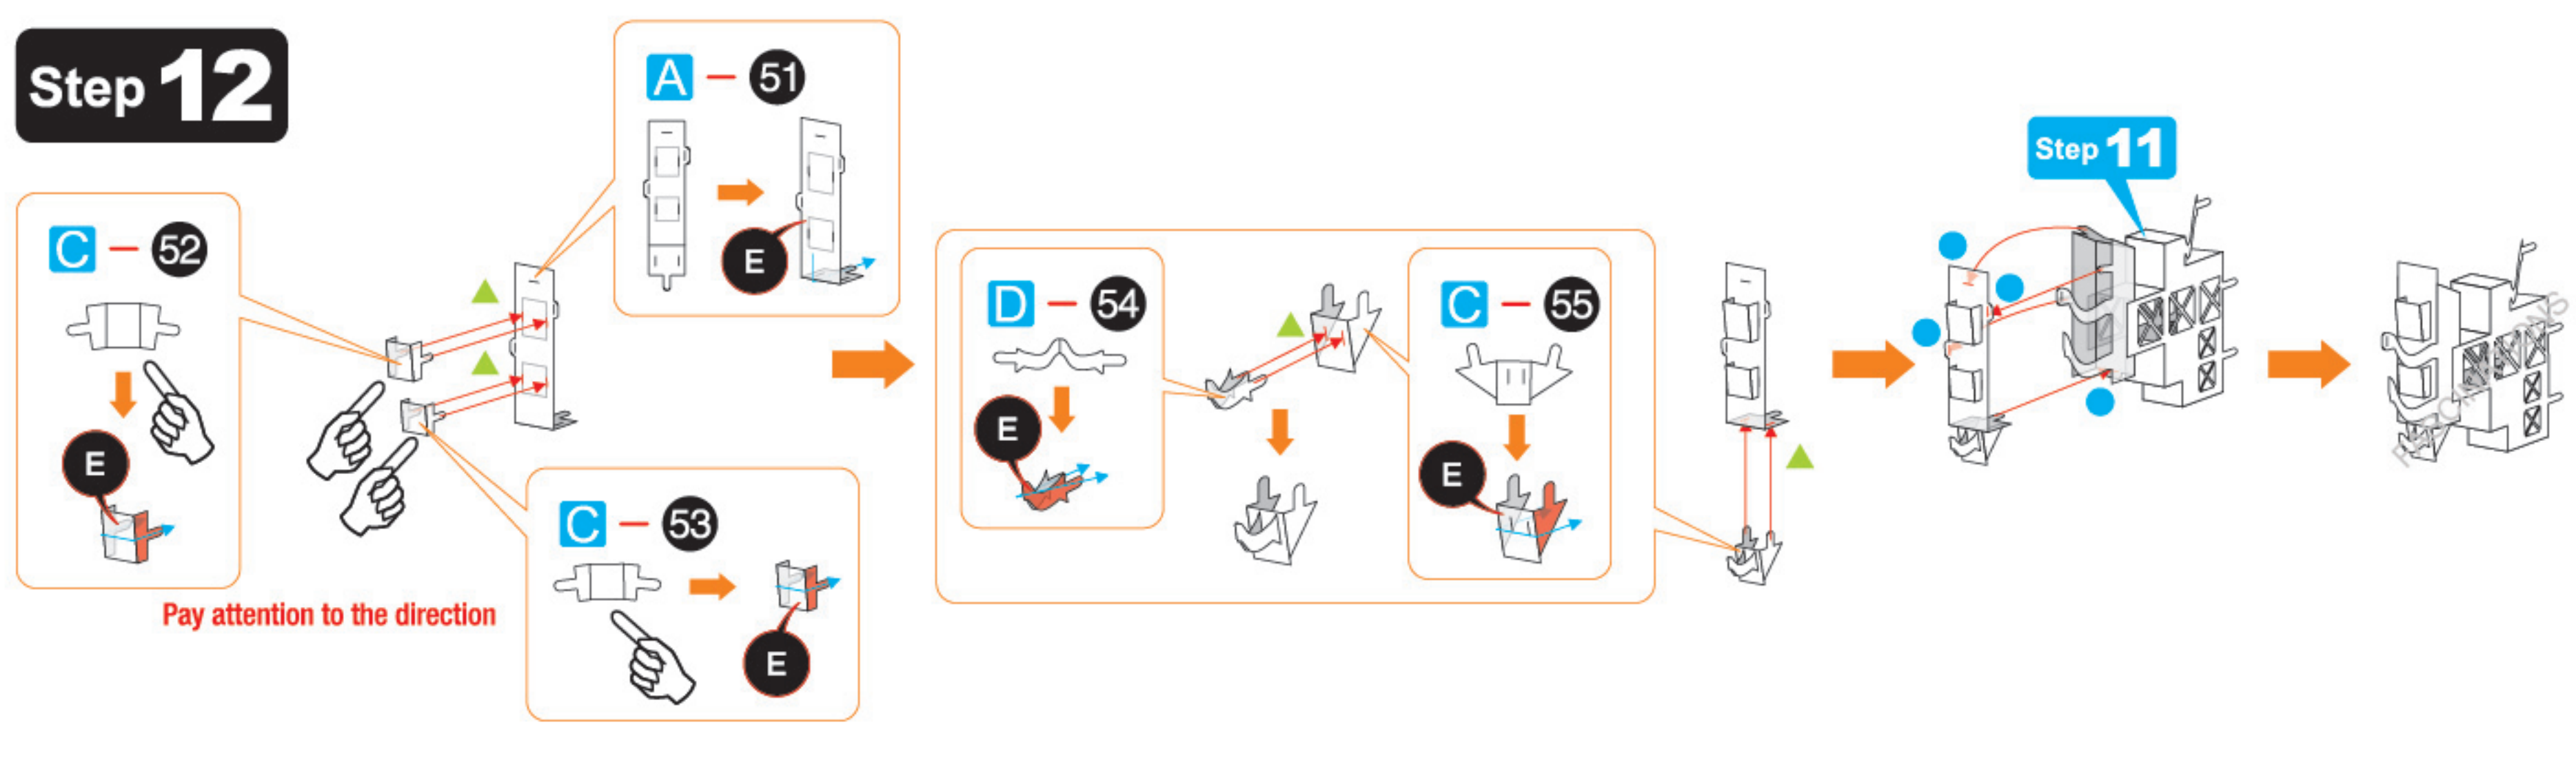 Step 12
A – 51
E
C – 52
E
C – 53
E
Pay attention to the direction
D – 54
E
C – 55
E
Step 11